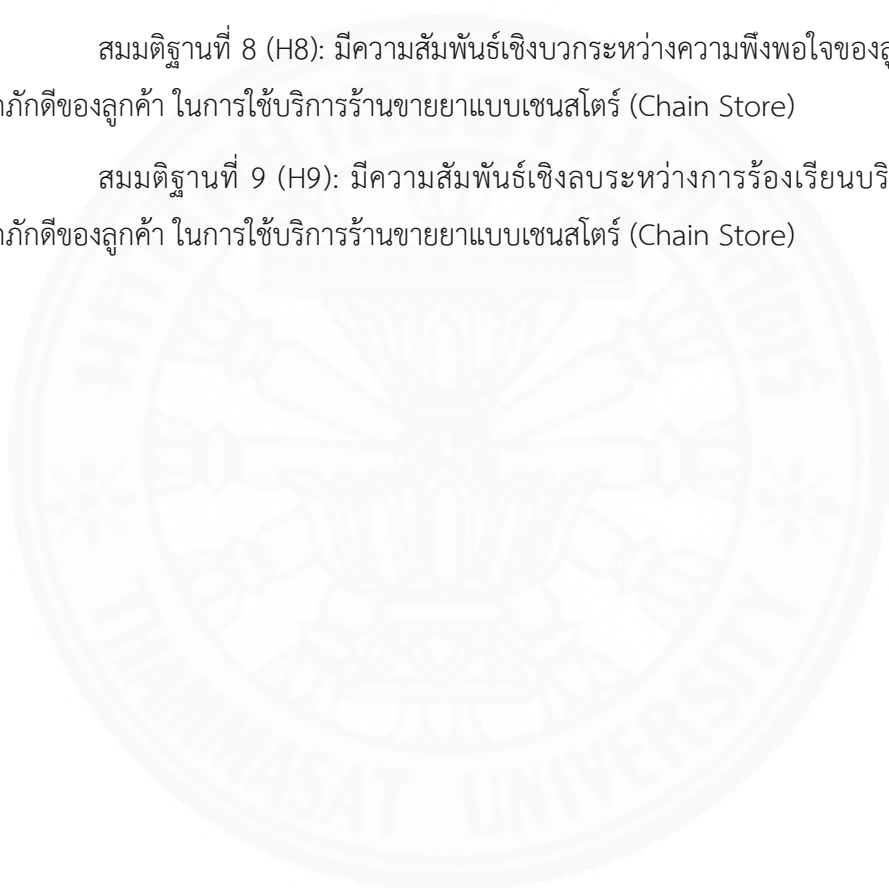 สมมติฐานที่ 8 (H8): มีความสัมพันธ์เชิงบวกระหว่างความพึงพอใจของ
ภักดีของลูกค้า ในการใช้บริการร้านขายยาแบบเชนสโตร์ (Chain Store)
สมมติฐานที่ 9 (H9): มีความสัมพันธ์เชิงลบระหว่างการร้องเรียน
ภักดีของลูกค้า ในการใช้บริการร้านขายยาแบบเชนสโตร์ (Chain Store)
THAMMASAT UNIVERSITY